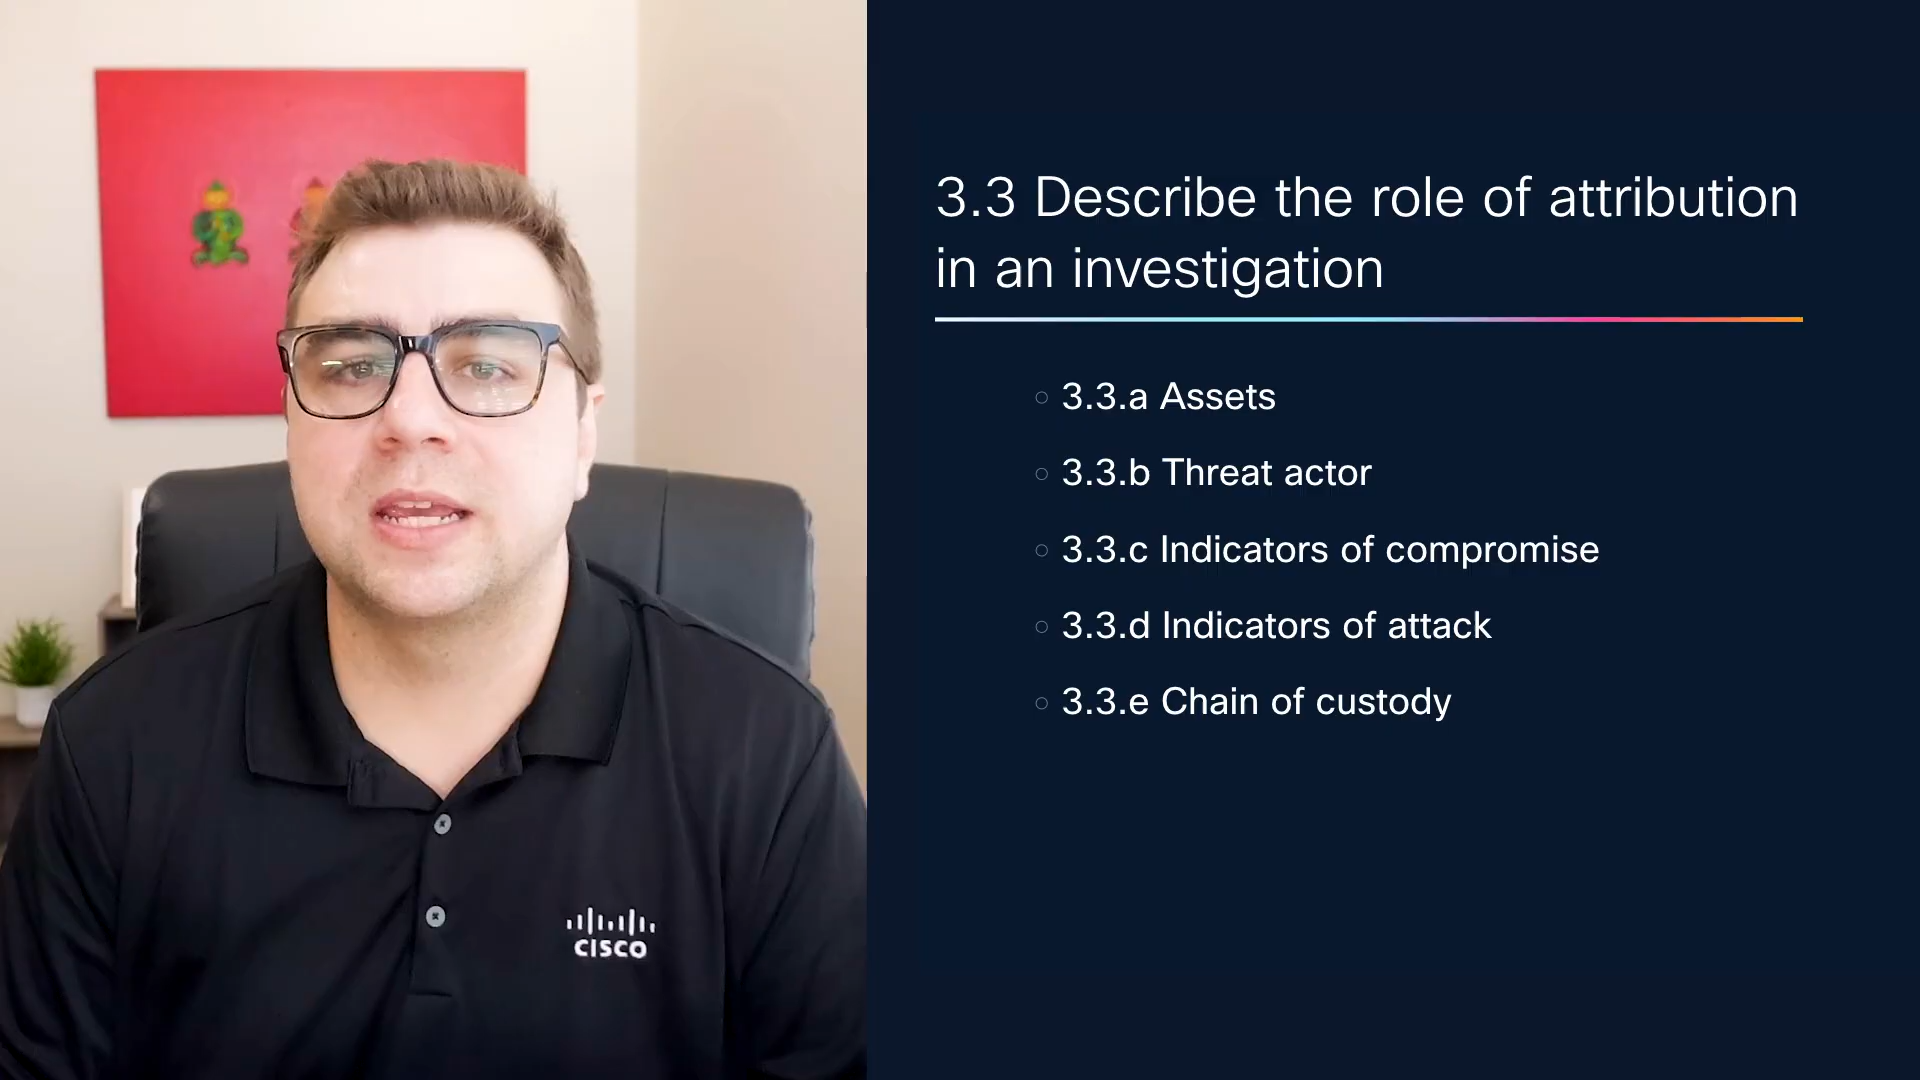 3.3 Describe the role of attribution
in an investigation
3.3.a Assets
3.3.b Threat actor
3.3.c Indicators of compromise
3.3.d Indicators of attack
3.3.e Chain of custody
CISCO